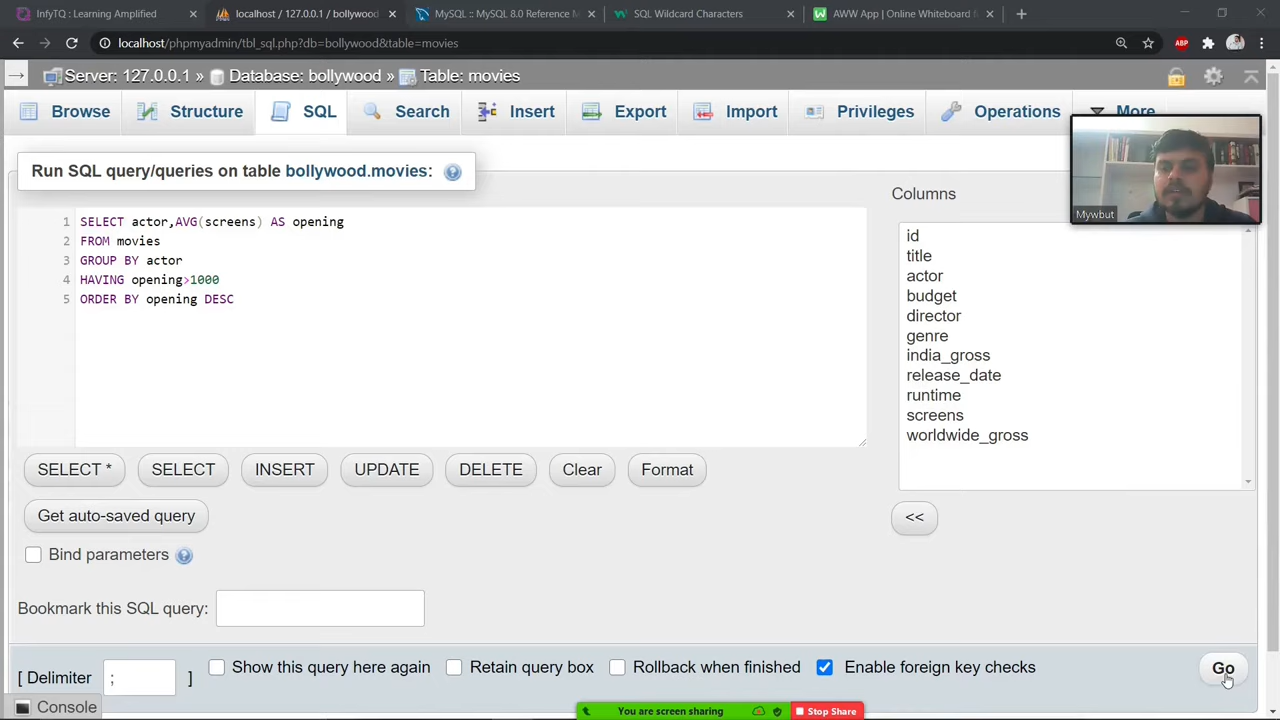 InfyTQ : Learning Amplified
localhost / 127.0.0.1 / bollywood
MySQL :: MySQL 8.0 Reference M
SQL Wildcard Characters
AWW App | Online Whiteboard f
localhost/phpmyadmin/tbl_sql.php?db=bollywood&table=movies
ABP
Server: 127.0.0.1 » Database: bollywood » Table: movies
Browse Structure SQL Search Insert Export Import Privileges Operations More
Run SQL query/queries on table bollywood.movies:
Mywbut
1 SELECT actor,AVG(screens) AS opening
2 FROM movies
3 GROUP BY actor
4 HAVING opening>1000
5 ORDER BY opening DESC
Columns
id
title
actor
budget
director
genre
india_gross
release_date
runtime
screens
worldwide_gross
SELECT * SELECT INSERT UPDATE DELETE Clear Format
<<
Get auto-saved query
Bind parameters
Bookmark this SQL query:
[ Delimiter ; ] Show this query here again Retain query box Rollback when finished Enable foreign key checks Go
Console
You are screen sharing Stop Share